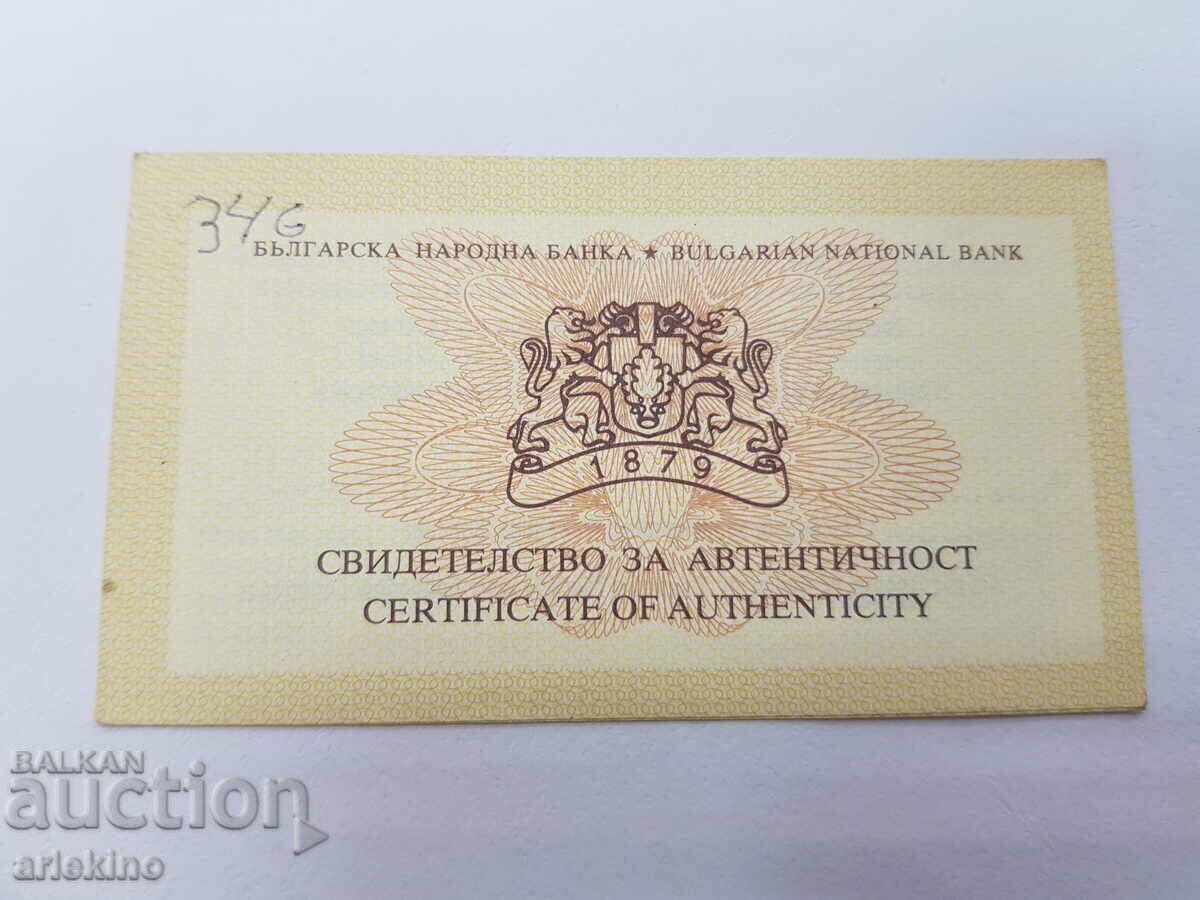 346
БЪЛГАРСКА НАРОДНА БАНКА ★ BULGARIAN NATIONAL BANK
1879
СВИДЕТЕЛСТВО ЗА АВТЕНТИЧНОСТ
CERTIFICATE OF AUTHENTICITY
BALKAN
auction
arlekino